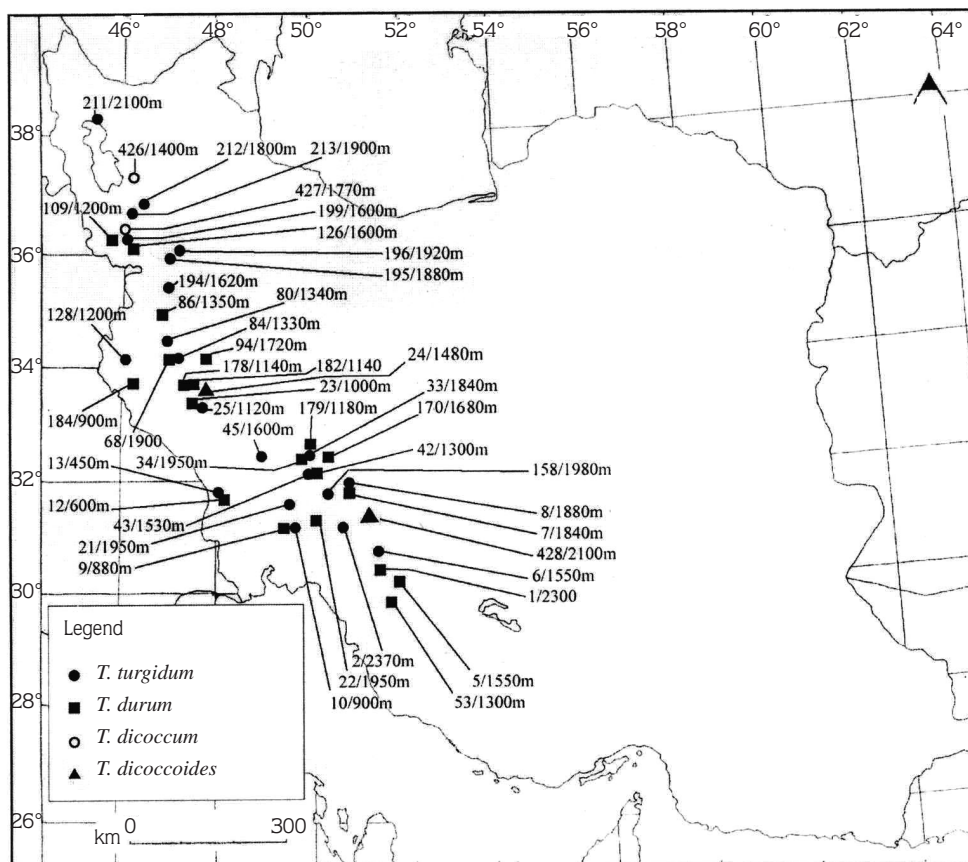 46° 48° 50° 52° 54° 56° 58° 60° 62° 64°
211/2100m
38°
426/1400m
212/1800m
213/1900m
427/1770m
109/1200m
199/1600m
126/1600m
36°
196/1920m
195/1880m
194/1620m
80/1340m
86/1350m
128/1200m
84/1330m
34°
94/1720m
24/1480m
178/1140m
182/1140
33/1840m
23/1000m
184/900m
25/1120m
179/1180m
170/1680m
45/1600m
68/1900
42/1300m
13/450m
34/1950m
158/1980m
32°
12/600m
8/1880m
43/1530m
7/1840m
21/1950m
428/2100m
9/880m
6/1550m
30°
1/2300
Legend
2/2370m
5/1550m
T. turgidum
22/1950m
10/900m
53/1300m
28°
T. durum
T. dicoccum
T. dicoccoides
26°
km 0 300